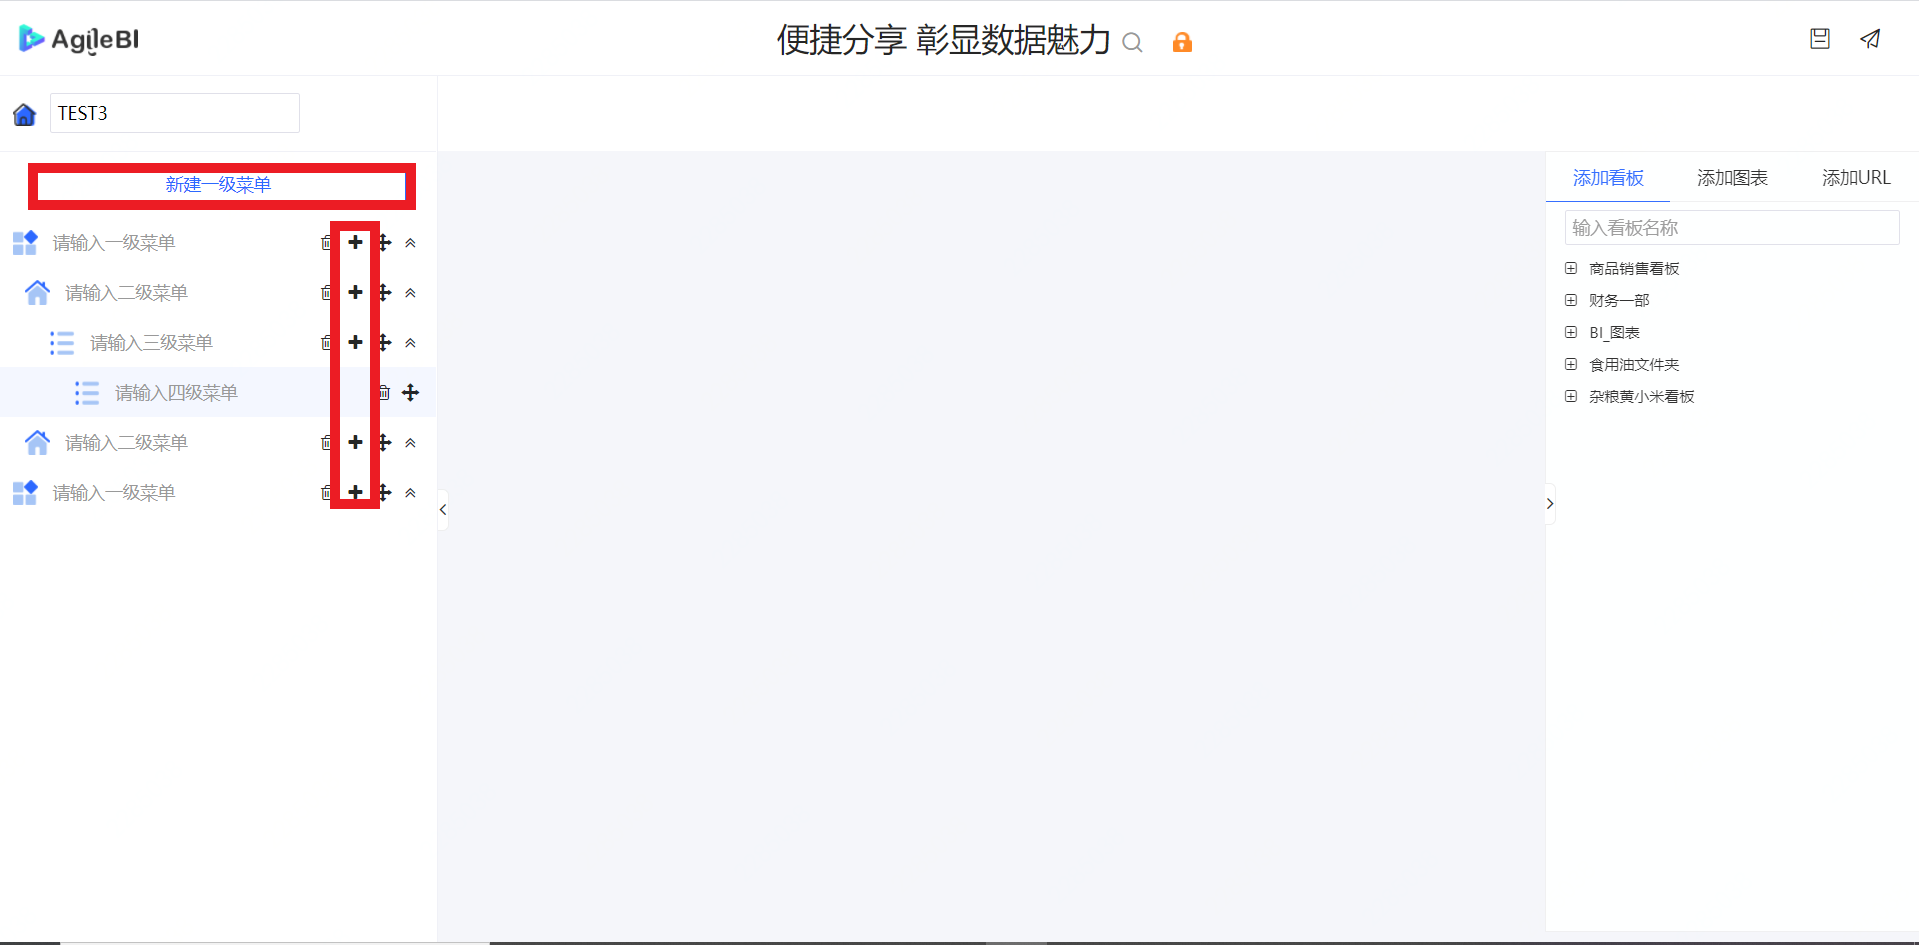 AgileBI
便捷分享 彰显数据魅力
TEST3
新建一级菜单
请输入一级菜单
请输入二级菜单
请输入三级菜单
请输入四级菜单
请输入二级菜单
请输入一级菜单
添加看板 添加图表 添加URL
输入看板名称
商品销售看板
财务一部
BI_图表
食用油文件夹
杂粮黄小米看板